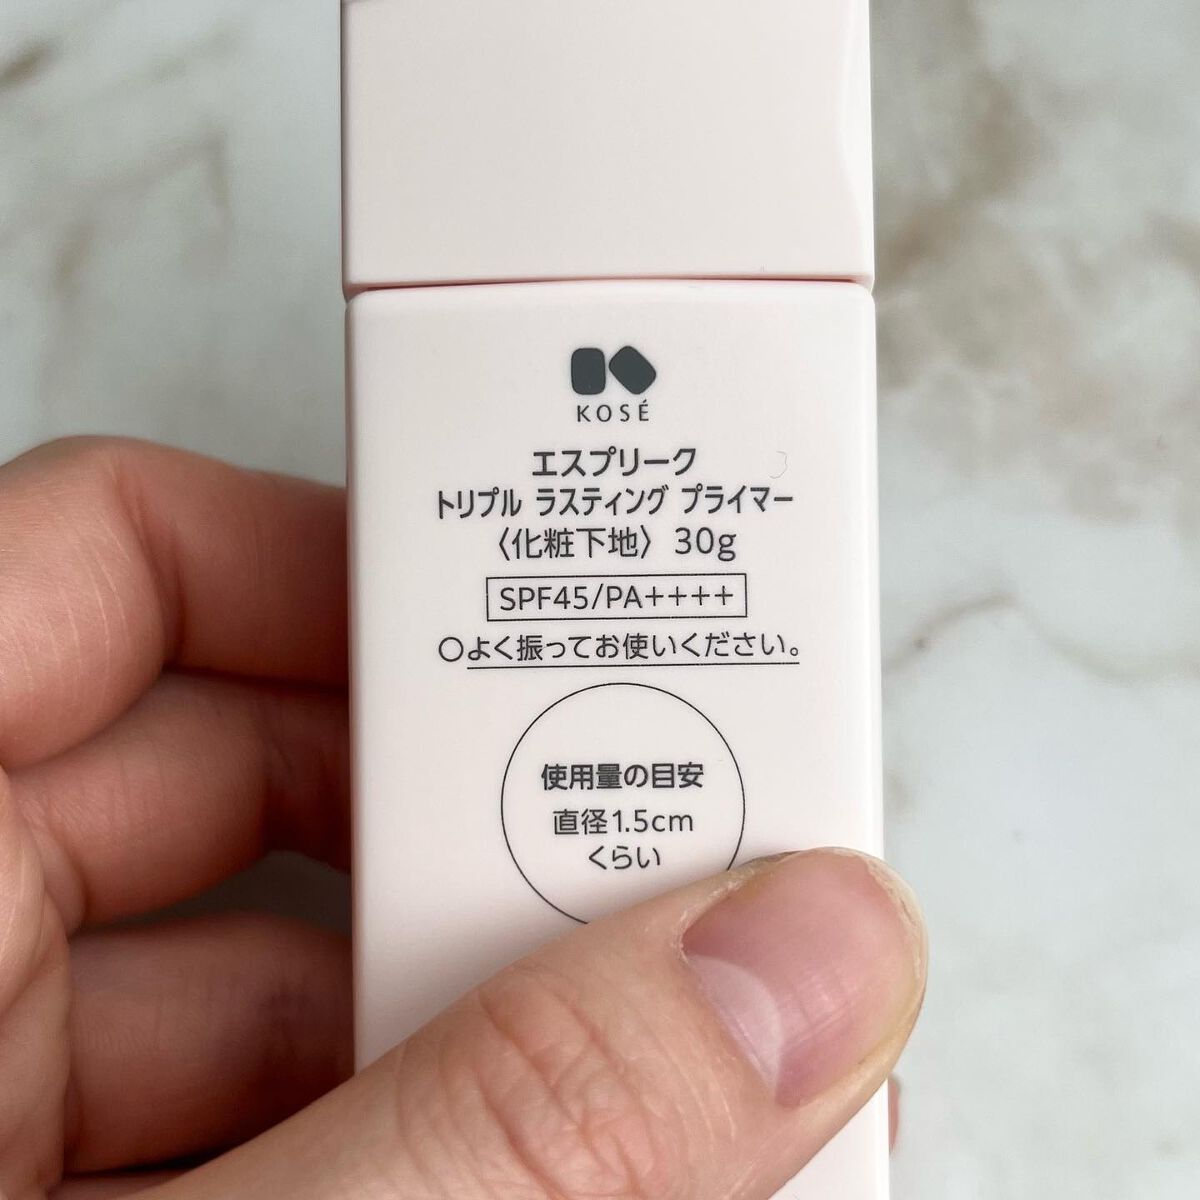 KOSÉ
エスプリーク
トリプル ラスティング プライマー
〈化粧下地〉 30g
SPF45/PA++++
○よく振ってお使いください。
使用量の目安
直径1.5cm
くらい